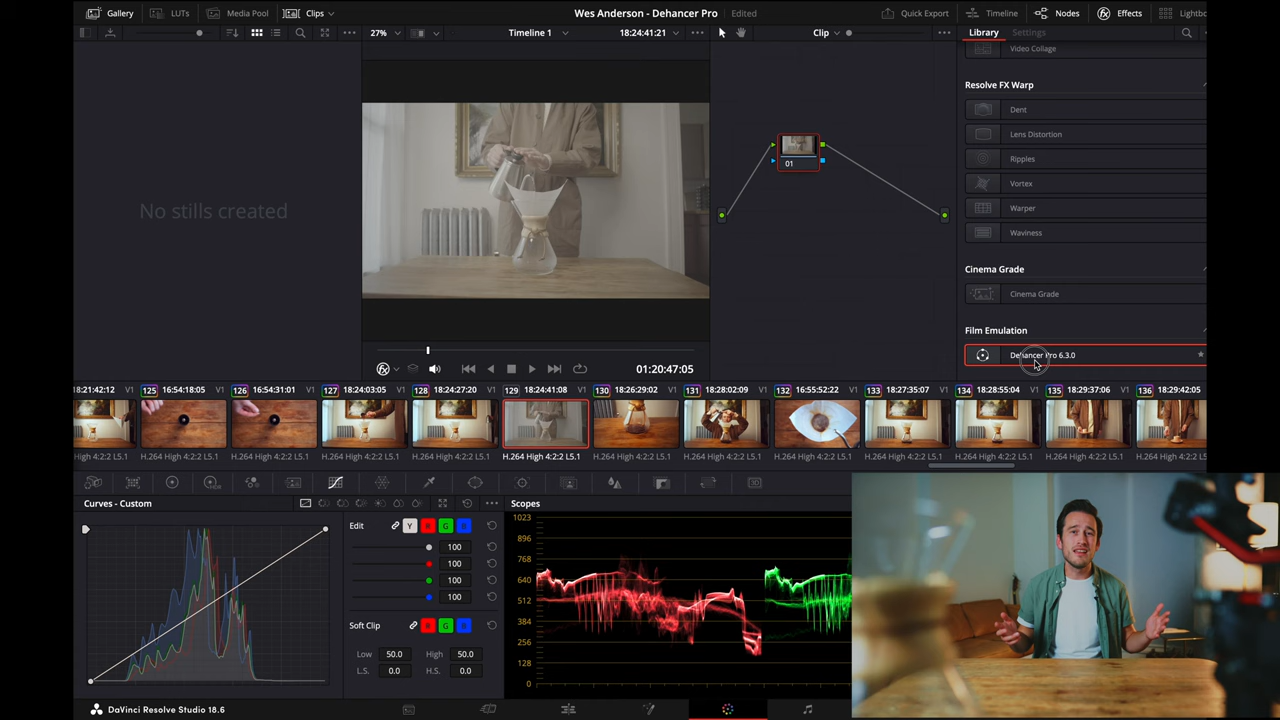 Gallery LUTs Media Pool Clips Wes Anderson - Dehancer Pro Edited Quick Export Timeline Nodes Effects Lightbo
27% Timeline 1 18:24:41:21 Clip Library Settings
Video Collage
Resolve FX Warp
Dent
Lens Distortion
Ripples
Vortex
Warper
Waviness
Cinema Grade
Cinema Grade
Film Emulation
Dehancer Pro 6.3.0
01
No stills created
01:20:47:05
18:21:42:12 V1 125 16:54:18:05 V1 126 16:54:31:01 V1 127 18:24:03:05 V1 128 18:24:27:20 V1 129 18:24:41:08 V1 130 18:26:29:02 V1 131 18:28:02:09 V1 132 16:55:52:22 V1 133 18:27:35:07 V1 134 18:28:55:04 V1 135 18:29:37:06 V1 136 18:29:42:05 V1
High 4:2:2 L5.1 H.264 High 4:2:2 L5.1 H.264 High 4:2:2 L5.1 H.264 High 4:2:2 L5.1 H.264 High 4:2:2 L5.1 H.264 High 4:2:2 L5.1 H.264 High 4:2:2 L5.1 H.264 High 4:2:2 L5.1 H.264 High 4:2:2 L5.1 H.264 High 4:2:2 L5.1 H.264 High 4:2:2 L5.1 H.264 High 4:2:2 L5.1 H.264 High 4:2:2 L5.1
Curves - Custom
Edit Y R G B
100
100
100
100
Soft Clip R G B
Low 50.0 High 50.0
L.S. 0.0 H.S. 0.0
Scopes
1023
896
768
640
512
384
256
128
0
DaVinci Resolve Studio 18.6